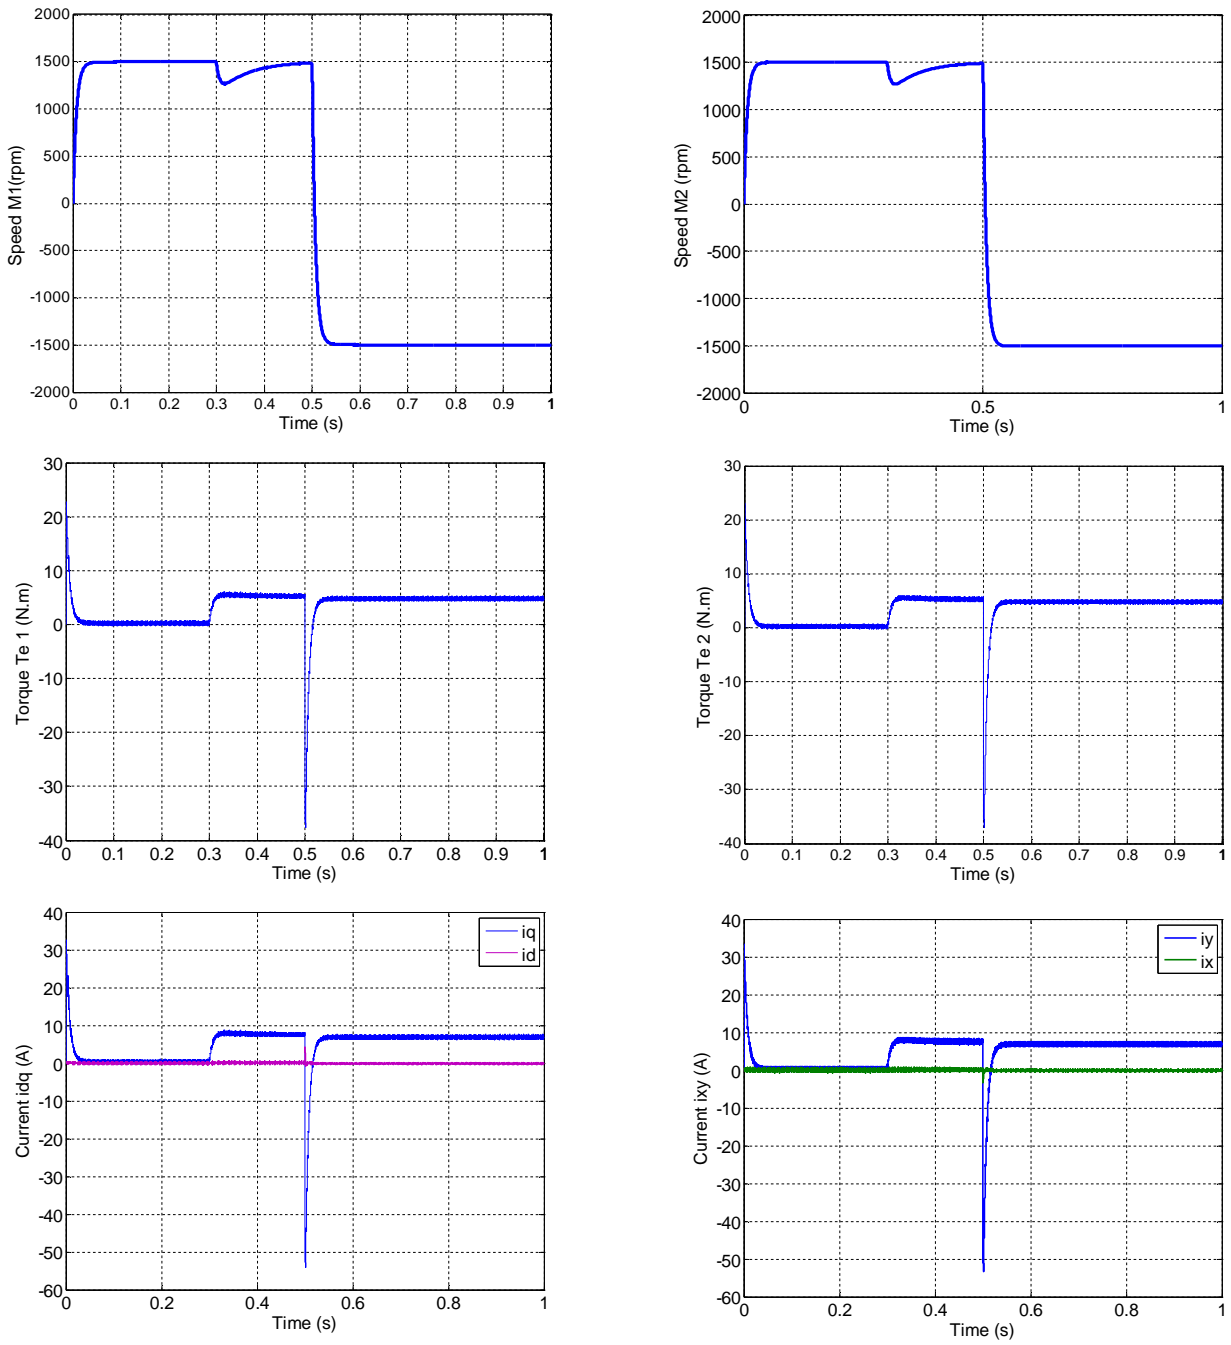 2000
1500
1000
500
0
-500
-1000
-1500
-2000
Speed M1(rpm)
0 0.1 0.2 0.3 0.4 0.5 0.6 0.7 0.8 0.9 1
Time (s)
2000
1500
1000
500
0
-500
-1000
-1500
-2000
Speed M2 (rpm)
0 0.5 1
Time (s)
30
20
10
0
-10
-20
-30
-40
Torque Te 1 (N.m)
0 0.1 0.2 0.3 0.4 0.5 0.6 0.7 0.8 0.9 1
Time (s)
30
20
10
0
-10
-20
-30
-40
Torque Te 2 (N.m)
0 0.1 0.2 0.3 0.4 0.5 0.6 0.7 0.8 0.9 1
Time (s)
40
30
20
10
0
-10
-20
-30
-40
-50
-60
Current idq (A)
iq
id
0 0.2 0.4 0.6 0.8 1
Time (s)
40
30
20
10
0
-10
-20
-30
-40
-50
-60
Current ixy (A)
iy
ix
0 0.2 0.4 0.6 0.8 1
Time (s)